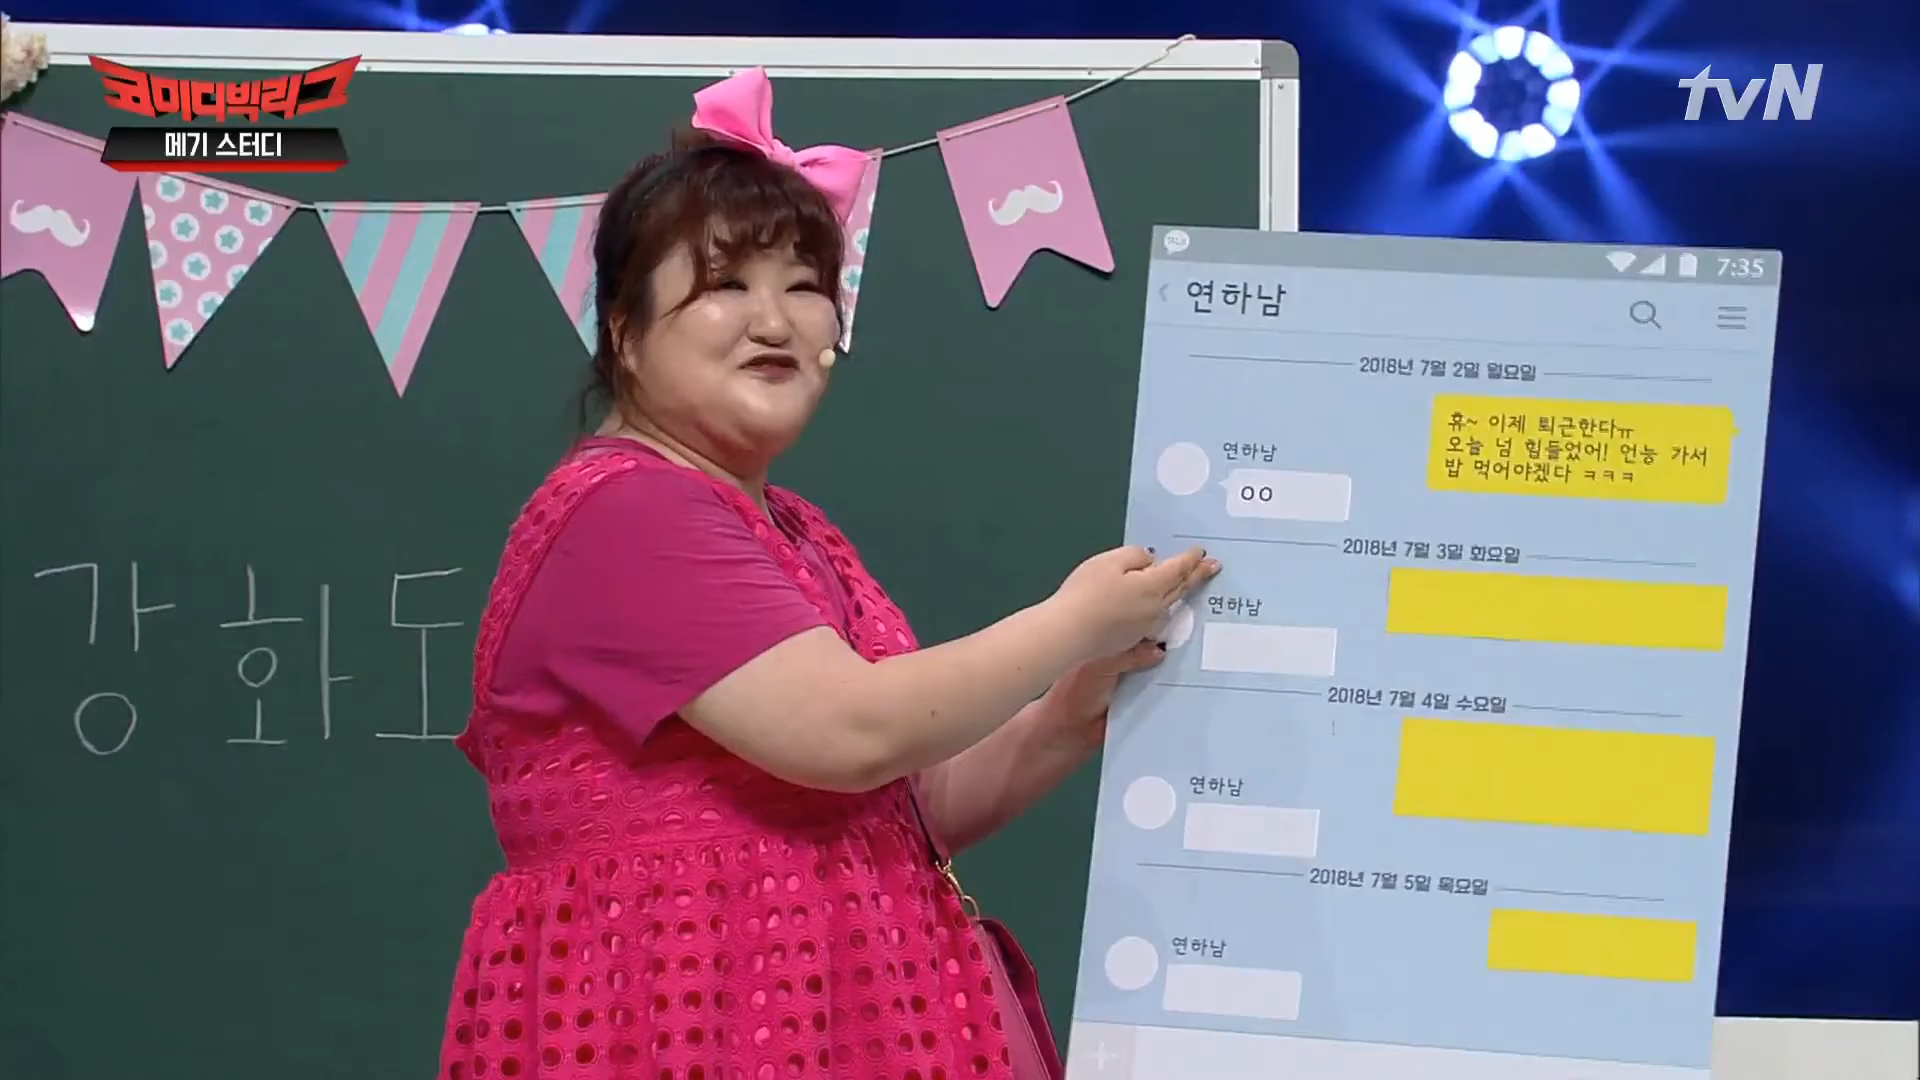 코미디빅리그
메기 스터디
tvN
TALK
7:35
연하남
2018년 7월 2일 월요일
휴~ 이제 퇴근한다ㅠ
오늘 넘 힘들었어! 언능 가서
밥 먹어야겠다 ㅋㅋㅋ
연하남
ㅇㅇ
2018년 7월 3일 화요일
연하남
2018년 7월 4일 수요일
연하남
2018년 7월 5일 목요일
연하남
강화도